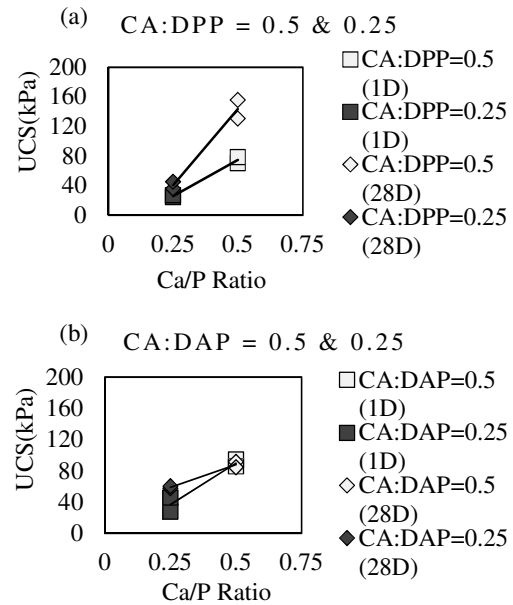 (a)
CA:DPP = 0.5 & 0.25
200
160
120
80
40
0
UCS(kPa)
0 0.25 0.5 0.75
Ca/P Ratio
CA:DPP=0.5
(1D)
CA:DPP=0.25
(1D)
CA:DPP=0.5
(28D)
CA:DPP=0.25
(28D)
(b)
CA:DAP = 0.5 & 0.25
200
160
120
80
40
0
UCS(kPa)
0 0.25 0.5 0.75
Ca/P Ratio
CA:DAP=0.5
(1D)
CA:DAP=0.25
(1D)
CA:DAP=0.5
(28D)
CA:DAP=0.25
(28D)